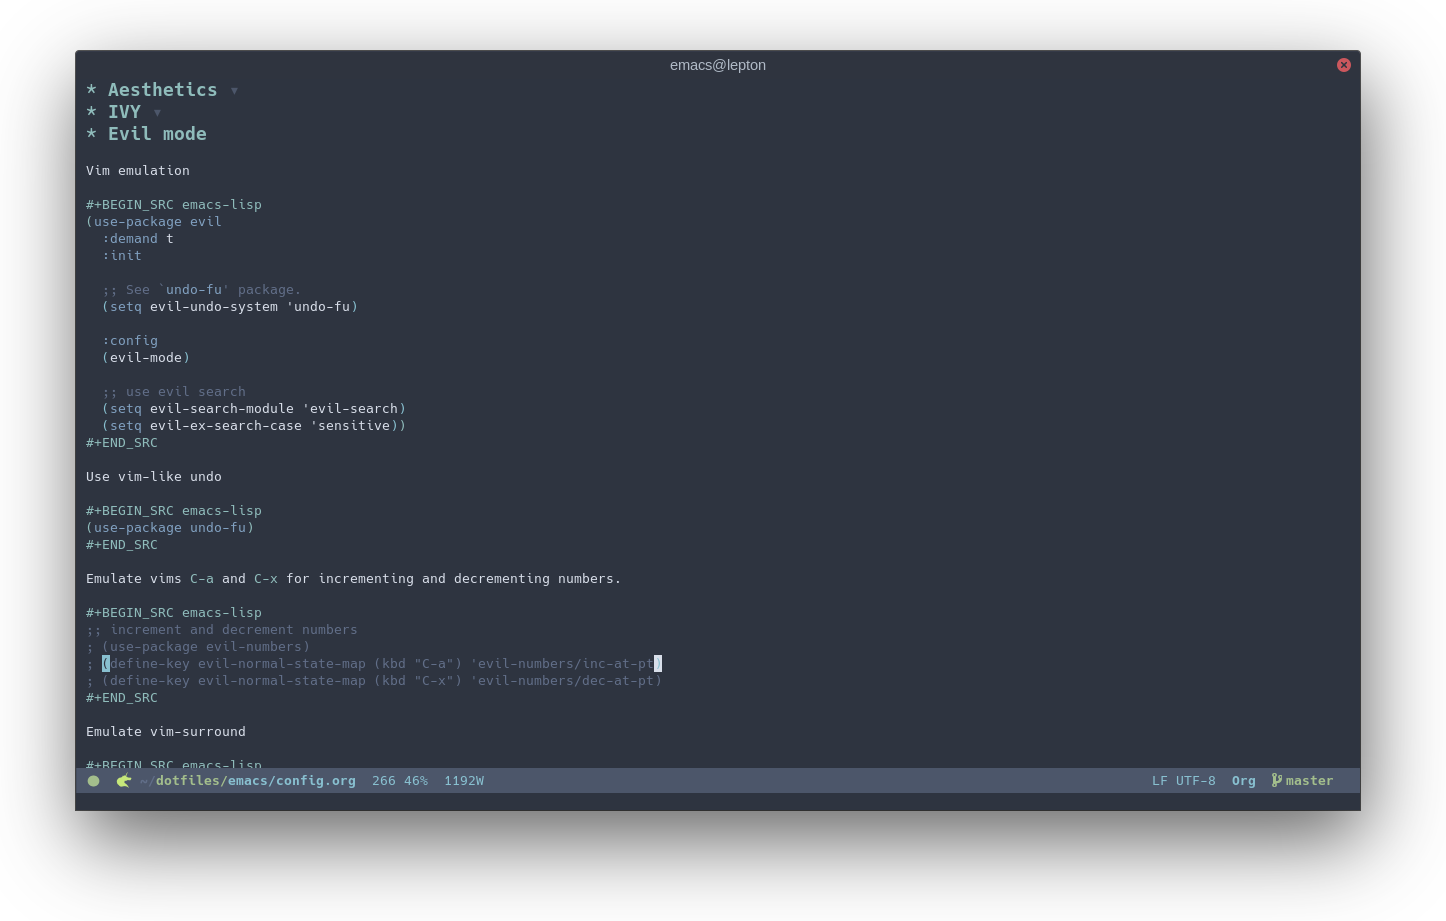 emacs@lepton
* Aesthetics ▾
* IVY ▾
* Evil mode
Vim emulation
#+BEGIN_SRC emacs-lisp
(use-package evil
  :demand t
  :init
  ;; See `undo-fu' package.
  (setq evil-undo-system 'undo-fu)
  :config
  (evil-mode)
  ;; use evil search
  (setq evil-search-module 'evil-search)
  (setq evil-ex-search-case 'sensitive))
#+END_SRC
Use vim-like undo
#+BEGIN_SRC emacs-lisp
(use-package undo-fu)
#+END_SRC
Emulate vims C-a and C-x for incrementing and decrementing numbers.
#+BEGIN_SRC emacs-lisp
;; increment and decrement numbers
; (use-package evil-numbers)
; (define-key evil-normal-state-map (kbd "C-a") 'evil-numbers/inc-at-pt)
; (define-key evil-normal-state-map (kbd "C-x") 'evil-numbers/dec-at-pt)
#+END_SRC
Emulate vim-surround
#+BEGIN_SRC emacs-lisp
~/dotfiles/emacs/config.org 266 46% 1192W LF UTF-8 Org master